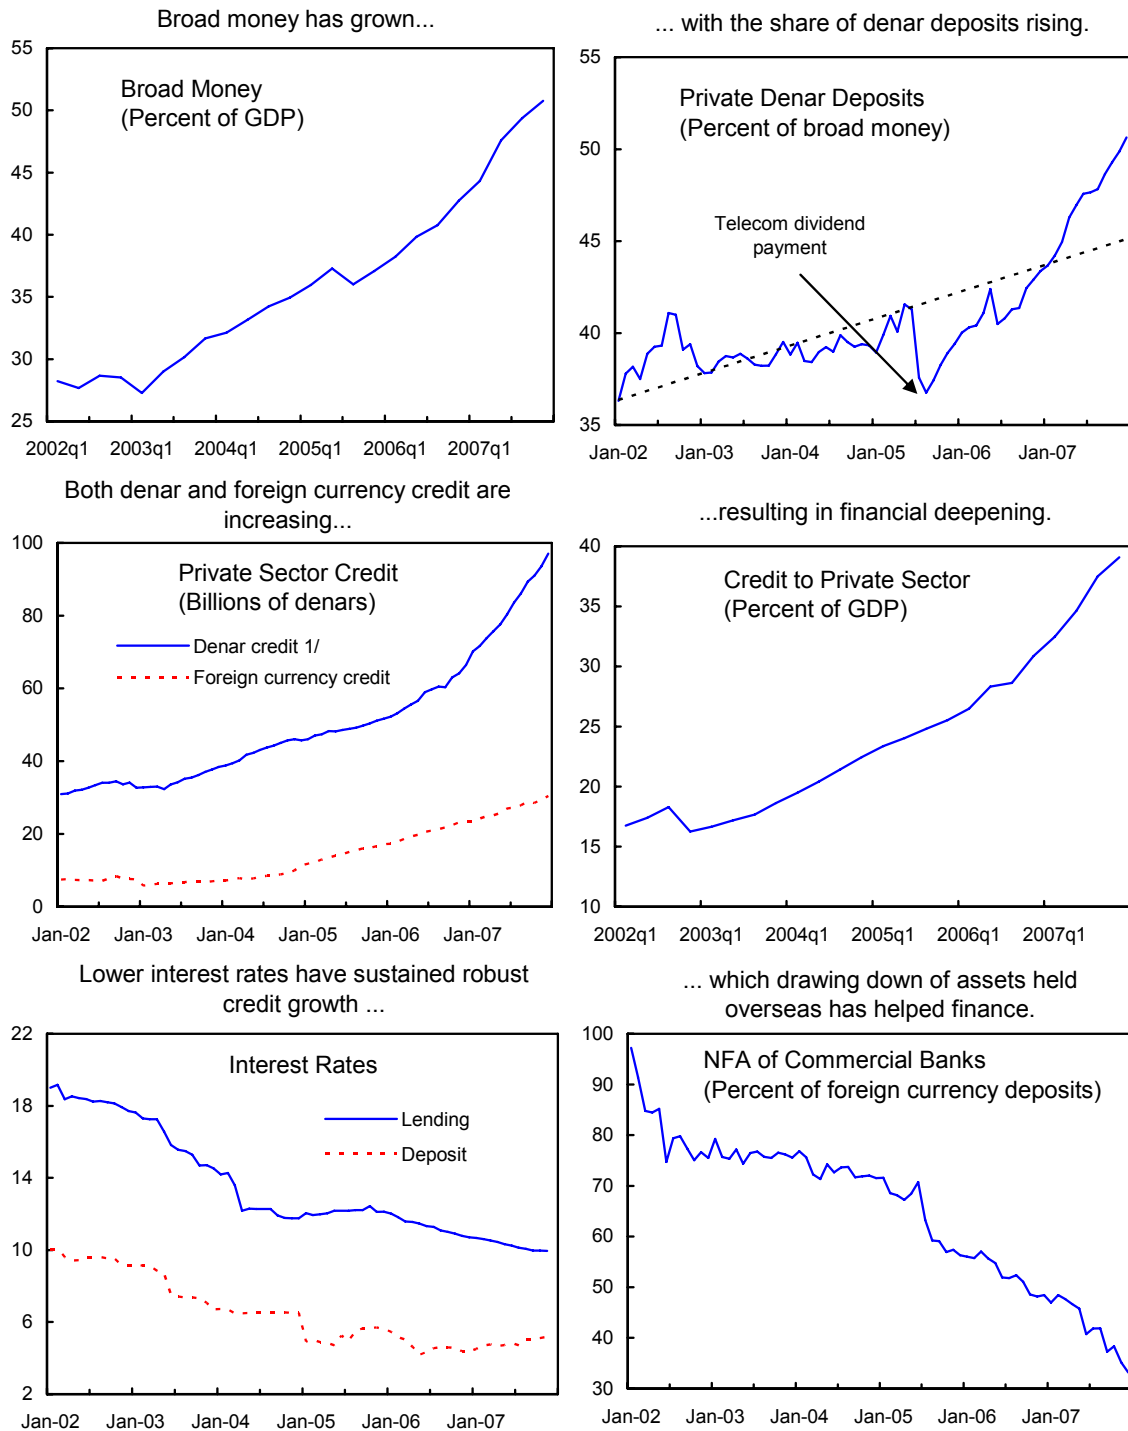 Broad money has grown...
55
50
45
40
35
30
25
Broad Money
(Percent of GDP)
2002q1 2003q1 2004q1 2005q1 2006q1 2007q1
... with the share of denar deposits rising.
55
50
45
40
35
Private Denar Deposits
(Percent of broad money)
Telecom dividend
payment
Jan-02 Jan-03 Jan-04 Jan-05 Jan-06 Jan-07
Both denar and foreign currency credit are
increasing...
100
80
60
40
20
0
Private Sector Credit
(Billions of denars)
Denar credit 1/
Foreign currency credit
Jan-02 Jan-03 Jan-04 Jan-05 Jan-06 Jan-07
...resulting in financial deepening.
40
35
30
25
20
15
10
Credit to Private Sector
(Percent of GDP)
2002q1 2003q1 2004q1 2005q1 2006q1 2007q1
Lower interest rates have sustained robust
credit growth ...
22
18
14
10
6
2
Interest Rates
Lending
Deposit
Jan-02 Jan-03 Jan-04 Jan-05 Jan-06 Jan-07
... which drawing down of assets held
overseas has helped finance.
100
90
80
70
60
50
40
30
NFA of Commercial Banks
(Percent of foreign currency deposits)
Jan-02 Jan-03 Jan-04 Jan-05 Jan-06 Jan-07